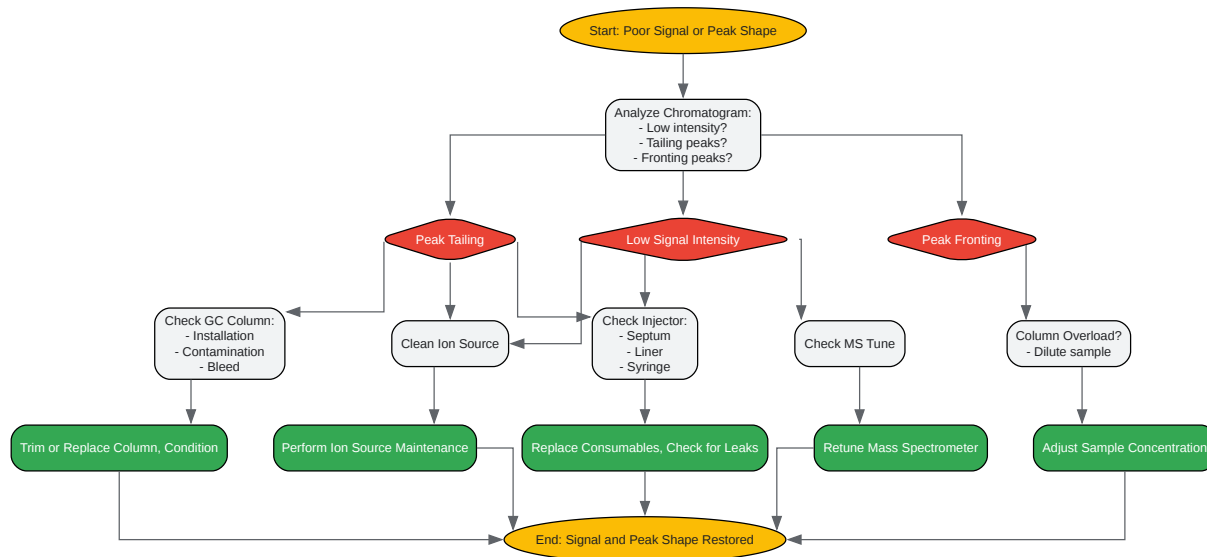 Start: Poor Signal or Peak Shape
Analyze Chromatogram:
- Low intensity?
- Tailing peaks?
- Fronting peaks?
Peak Tailing
Low Signal Intensity
Peak Fronting
Check GC Column:
- Installation
- Contamination
- Bleed
Clean Ion Source
Check Injector:
- Septum
- Liner
- Syringe
Check MS Tune
Column Overload?
- Dilute sample
Trim or Replace Column, Condition
Perform Ion Source Maintenance
Replace Consumables, Check for Leaks
Retune Mass Spectrometer
Adjust Sample Concentration
End: Signal and Peak Shape Restored